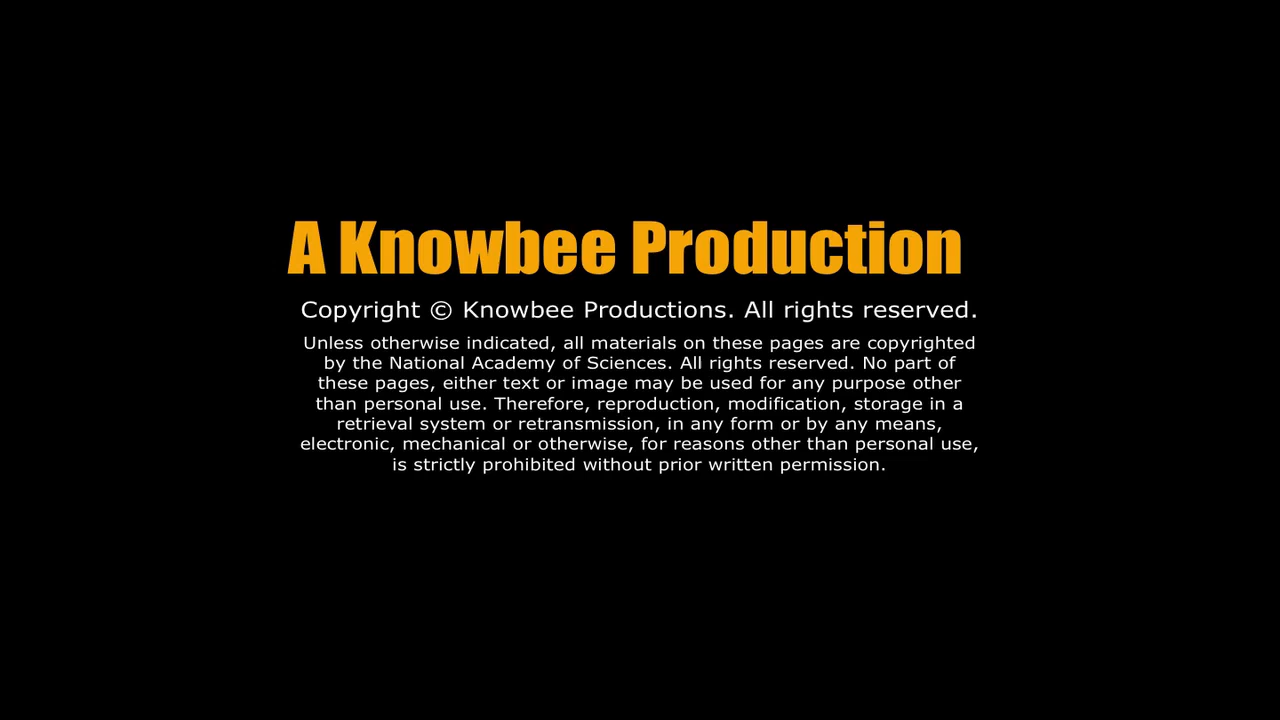 A Knowbee Production
Copyright © Knowbee Productions. All rights reserved.
Unless otherwise indicated, all materials on these pages are copyrighted
by the National Academy of Sciences. All rights reserved. No part of
these pages, either text or image may be used for any purpose other
than personal use. Therefore, reproduction, modification, storage in a
retrieval system or retransmission, in any form or by any means,
electronic, mechanical or otherwise, for reasons other than personal use,
is strictly prohibited without prior written permission.